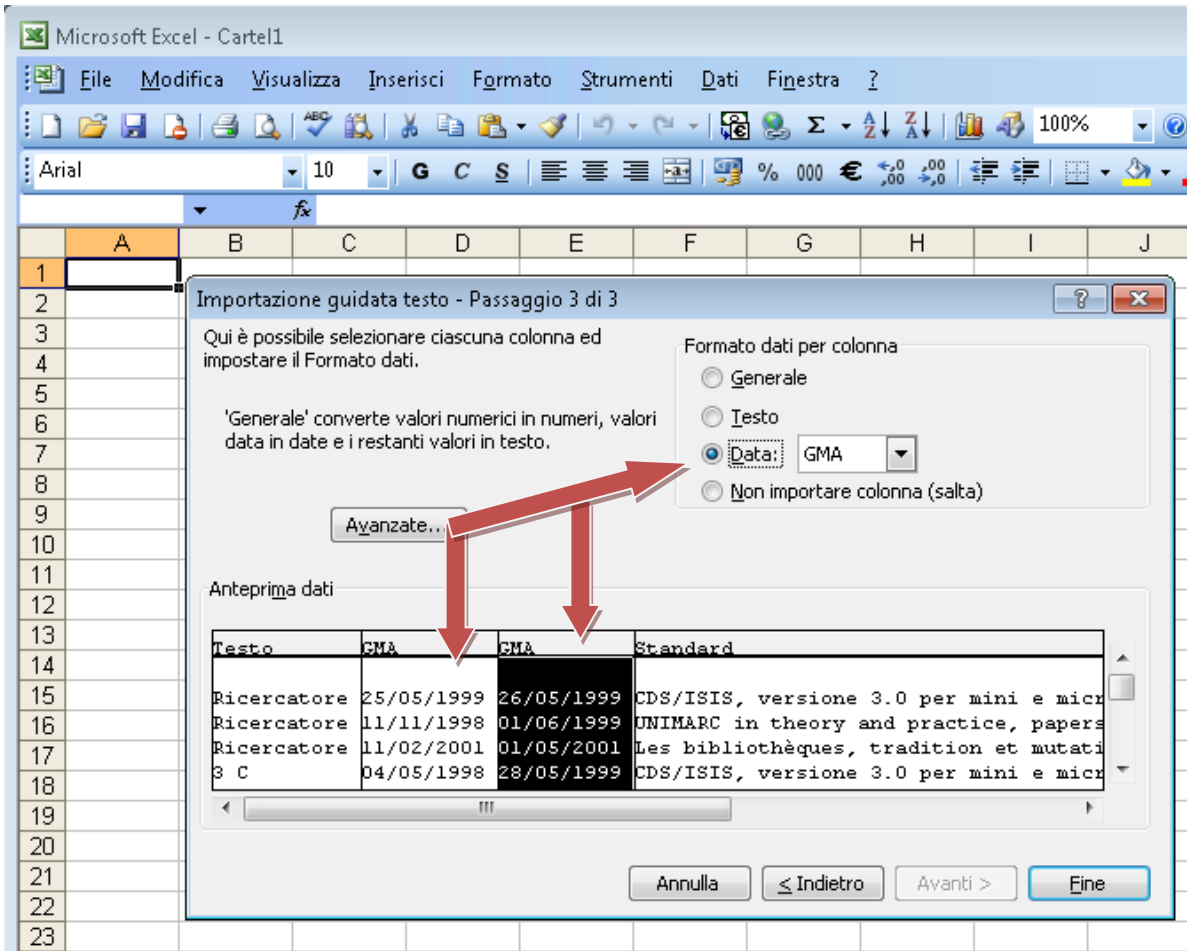 Microsoft Excel - Cartel1
File Modifica Visualizza Inserisci Formato Strumenti Dati Finestra ?
ABC Σ A Z Z A 100%
Arial 10 G C S % 000 € ,0 ,00 ,00 ,0
fx
A B C D E F G H I J
1
2 Importazione guidata testo - Passaggio 3 di 3
3 Qui è possibile selezionare ciascuna colonna ed Formato dati per colonna
4 impostare il Formato dati.
Generale
5
6 'Generale' converte valori numerici in numeri, valori Testo
7 data in date e i restanti valori in testo. Data: GMA
8
Non importare colonna (salta)
9 Avanzate...
10
11
Anteprima dati
12
13 Testo GMA GMA Standard
14
15 Ricercatore 25/05/1999 26/05/1999 CDS/ISIS, versione 3.0 per mini e micr
16 Ricercatore 11/11/1998 01/06/1999 UNIMARC in theory and practice, papers
17 Ricercatore 11/02/2001 01/05/2001 Les bibliothèques, tradition et mutati
3 C 04/05/1998 28/05/1999 CDS/ISIS, versione 3.0 per mini e micr
18
19
20
21 Annulla < Indietro Avanti > Fine
22
23